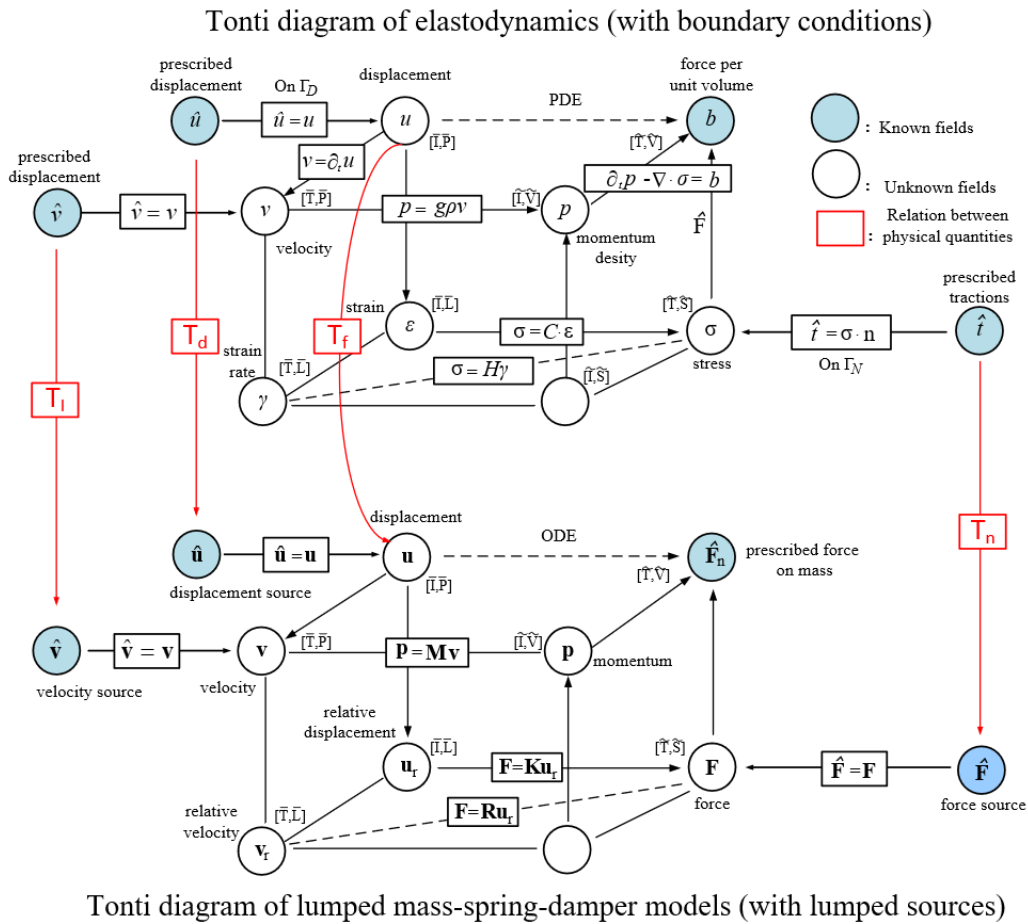 Tonti diagram of elastodynamics (with boundary conditions)
prescribed
displacement
On Γ_D
displacement
force per
unit volume
û
û = u
u
PDE
b
: Known fields
[Ī,P̄]
[T̂,V̂]
v = ∂_t u
∂_t p - ∇ · σ = b
: Unknown fields
prescribed
displacement
v̂
v̂ = v
v
[T̄,P̄]
p = gρv
[Ĩ,Ṽ]
p
velocity
momentum
desity
F̂
Relation between
physical quantities
:
strain
[Ī,L̄]
ε
σ = C · ε
[T̂,Ŝ]
σ
stress
t̂ = σ · n
On Γ_N
prescribed
tractions
t̂
T_d
T_f
strain
rate
[T̄,L̄]
σ = Hγ
[Ĩ,S̃]
T_l
γ
T_n
displacement
û
û = u
u
ODE
F̂_n
prescribed force
on mass
displacement source
[Ī,P̄]
[T̂,V̂]
v̂
v̂ = v
v
[T̄,P̄]
p = Mv
[Ĩ,Ṽ]
p
momentum
velocity source
velocity
relative
displacement
[Ī,L̄]
u_r
F=Ku_r
[T̂,Ŝ]
F
force
F̂ = F
F̂
force source
relative
velocity
[T̄,L̄]
F=Ru_r
v_r
Tonti diagram of lumped mass-spring-damper models (with lumped sources)